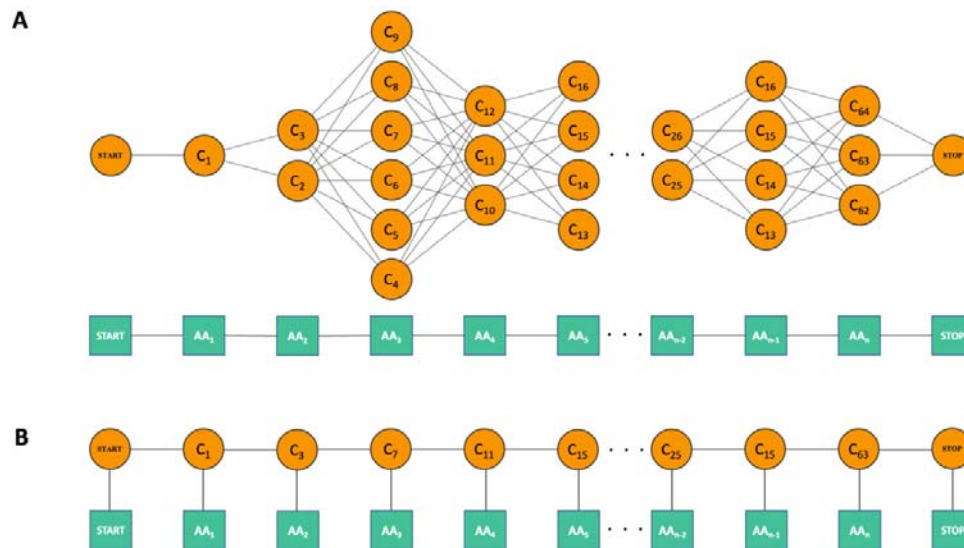 A
C9
C8
C16
C16
C12
C64
C3
C7
C15
C26
C15
START
C1
C11
. . .
C63
STOP
C2
C6
C14
C25
C14
C10
C62
C5
C13
C13
C4
START AA1 AA2 AA3 AA4 AA5 . . . AAn-2 AAn-1 AAn STOP
B
START C1 C3 C7 C11 C15 . . . C25 C15 C63 STOP
START AA1 AA2 AA3 AA4 AA5 . . . AAn-2 AAn-1 AAn STOP